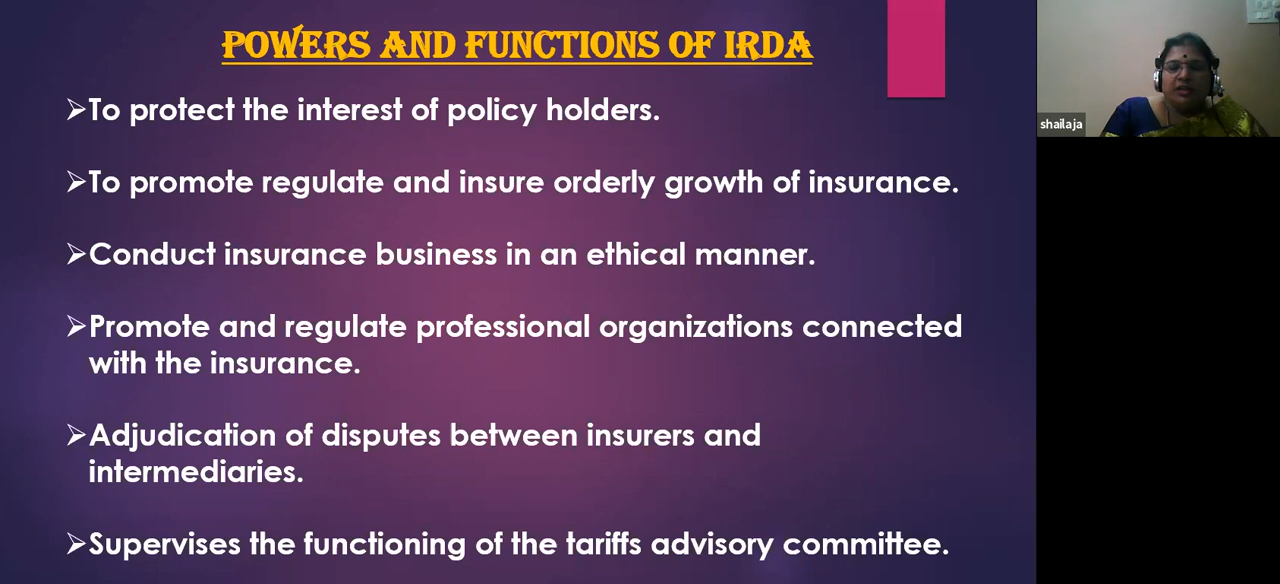 POWERS AND FUNCTIONS OF IRDA
➢To protect the interest of policy holders.
➢To promote regulate and insure orderly growth of insurance.
➢Conduct insurance business in an ethical manner.
➢Promote and regulate professional organizations connected
with the insurance.
➢Adjudication of disputes between insurers and
intermediaries.
➢Supervises the functioning of the tariffs advisory committee.
shailaja